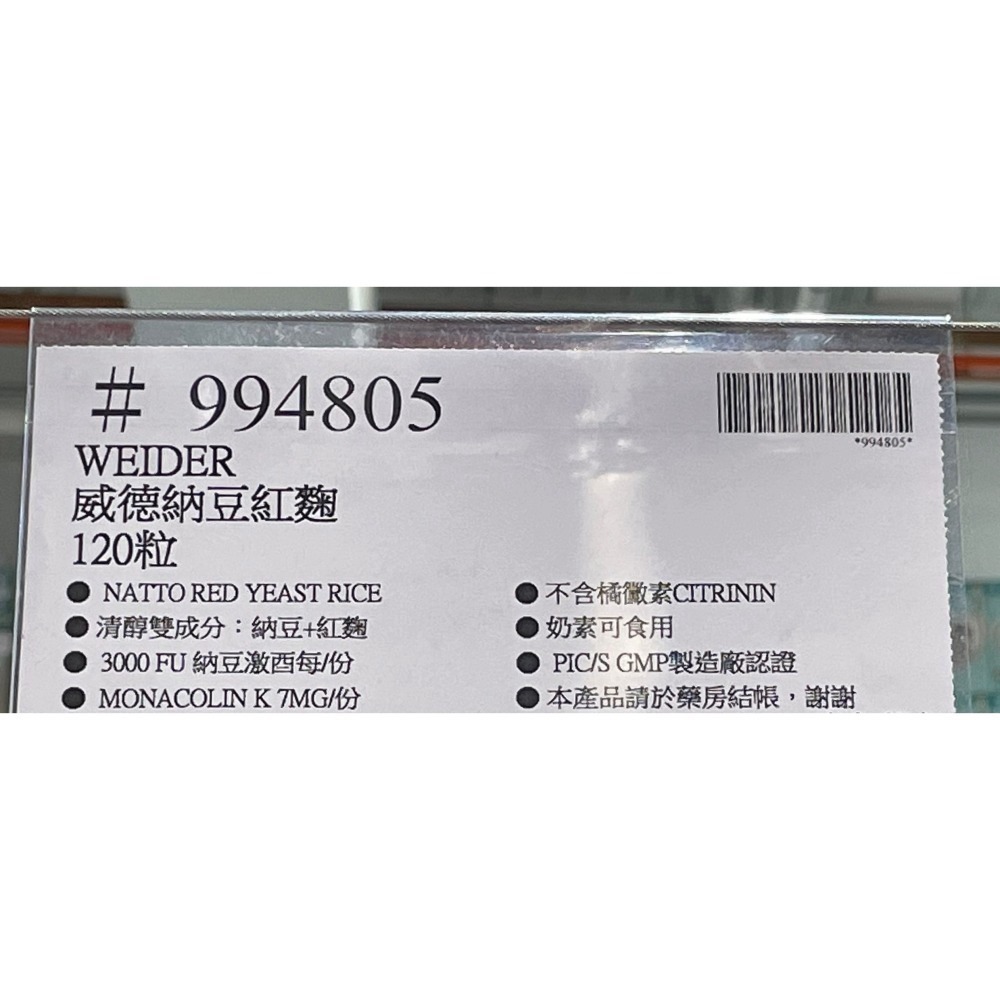 # 994805
*994805*
WEIDER
威德納豆紅麴
120粒
● NATTO RED YEAST RICE
● 清醇雙成分：納豆+紅麴
● 3000 FU 納豆激酉每/份
● MONACOLIN K 7MG/份
● 不含橘黴素CITRININ
● 奶素可食用
● PIC/S GMP製造廠認證
● 本產品請於藥房結帳，謝謝